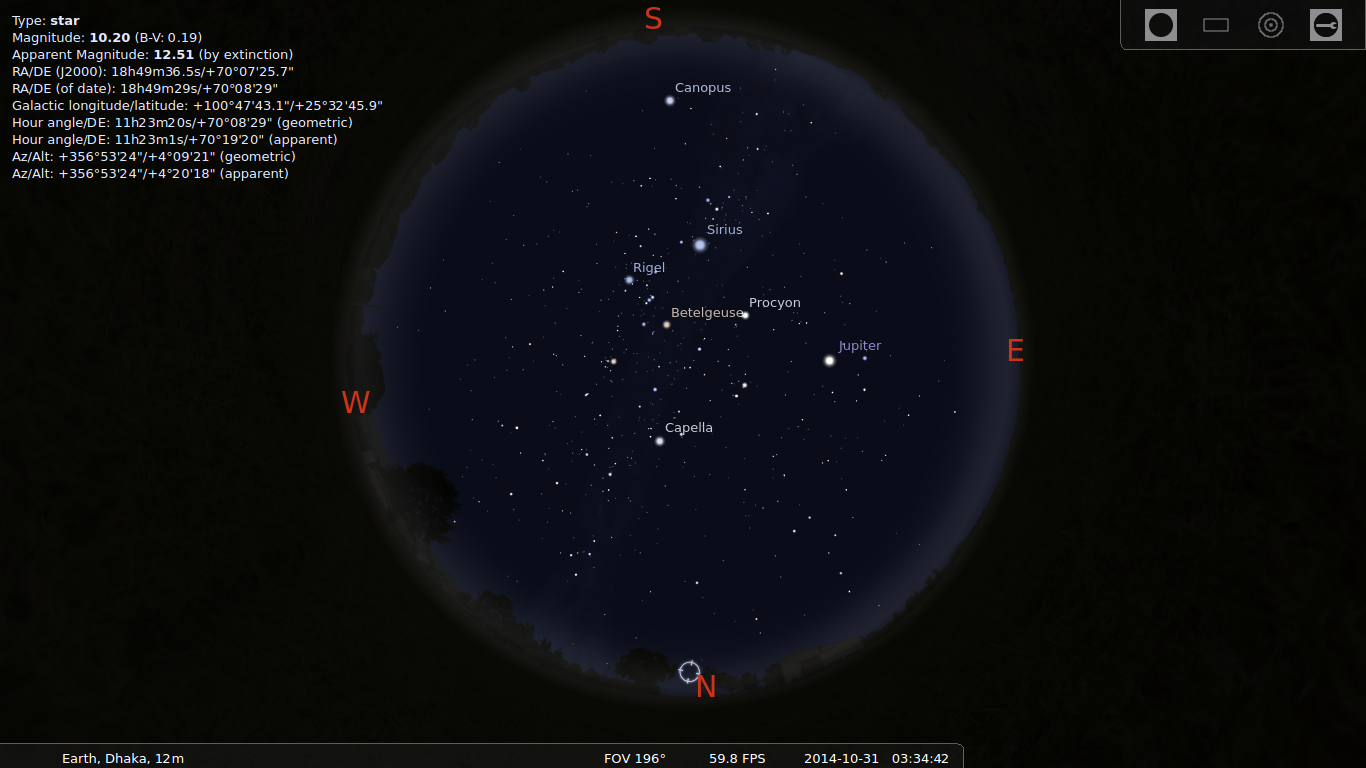 Type: star
Magnitude: 10.20 (B-V: 0.19)
Apparent Magnitude: 12.51 (by extinction)
RA/DE (J2000): 18h49m36.5s/+70°07'25.7"
RA/DE (of date): 18h49m29s/+70°08'29"
Galactic longitude/latitude: +100°47'43.1"/+25°32'45.9"
Hour angle/DE: 11h23m20s/+70°08'29" (geometric)
Hour angle/DE: 11h23m1s/+70°19'20" (apparent)
Az/Alt: +356°53'24"/+4°09'21" (geometric)
Az/Alt: +356°53'24"/+4°20'18" (apparent)
S
Canopus
Sirius
Rigel
Procyon
Betelgeuse
Jupiter
E
W
Capella
N
Earth, Dhaka, 12m FOV 196° 59.8 FPS 2014-10-31 03:34:42